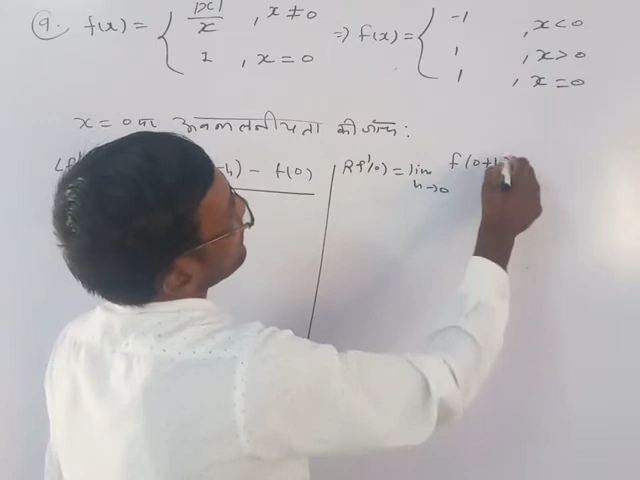 9. f(x) = { |x|/x , x ≠ 0 ⇒ f(x) = { -1 , x < 0
1 , x = 0 1 , x > 0
1 , x = 0
x = 0 पर अवकलनीयता की जाँच :
-h) - f(0) Rf'(0) = lim f(0+h
h→0